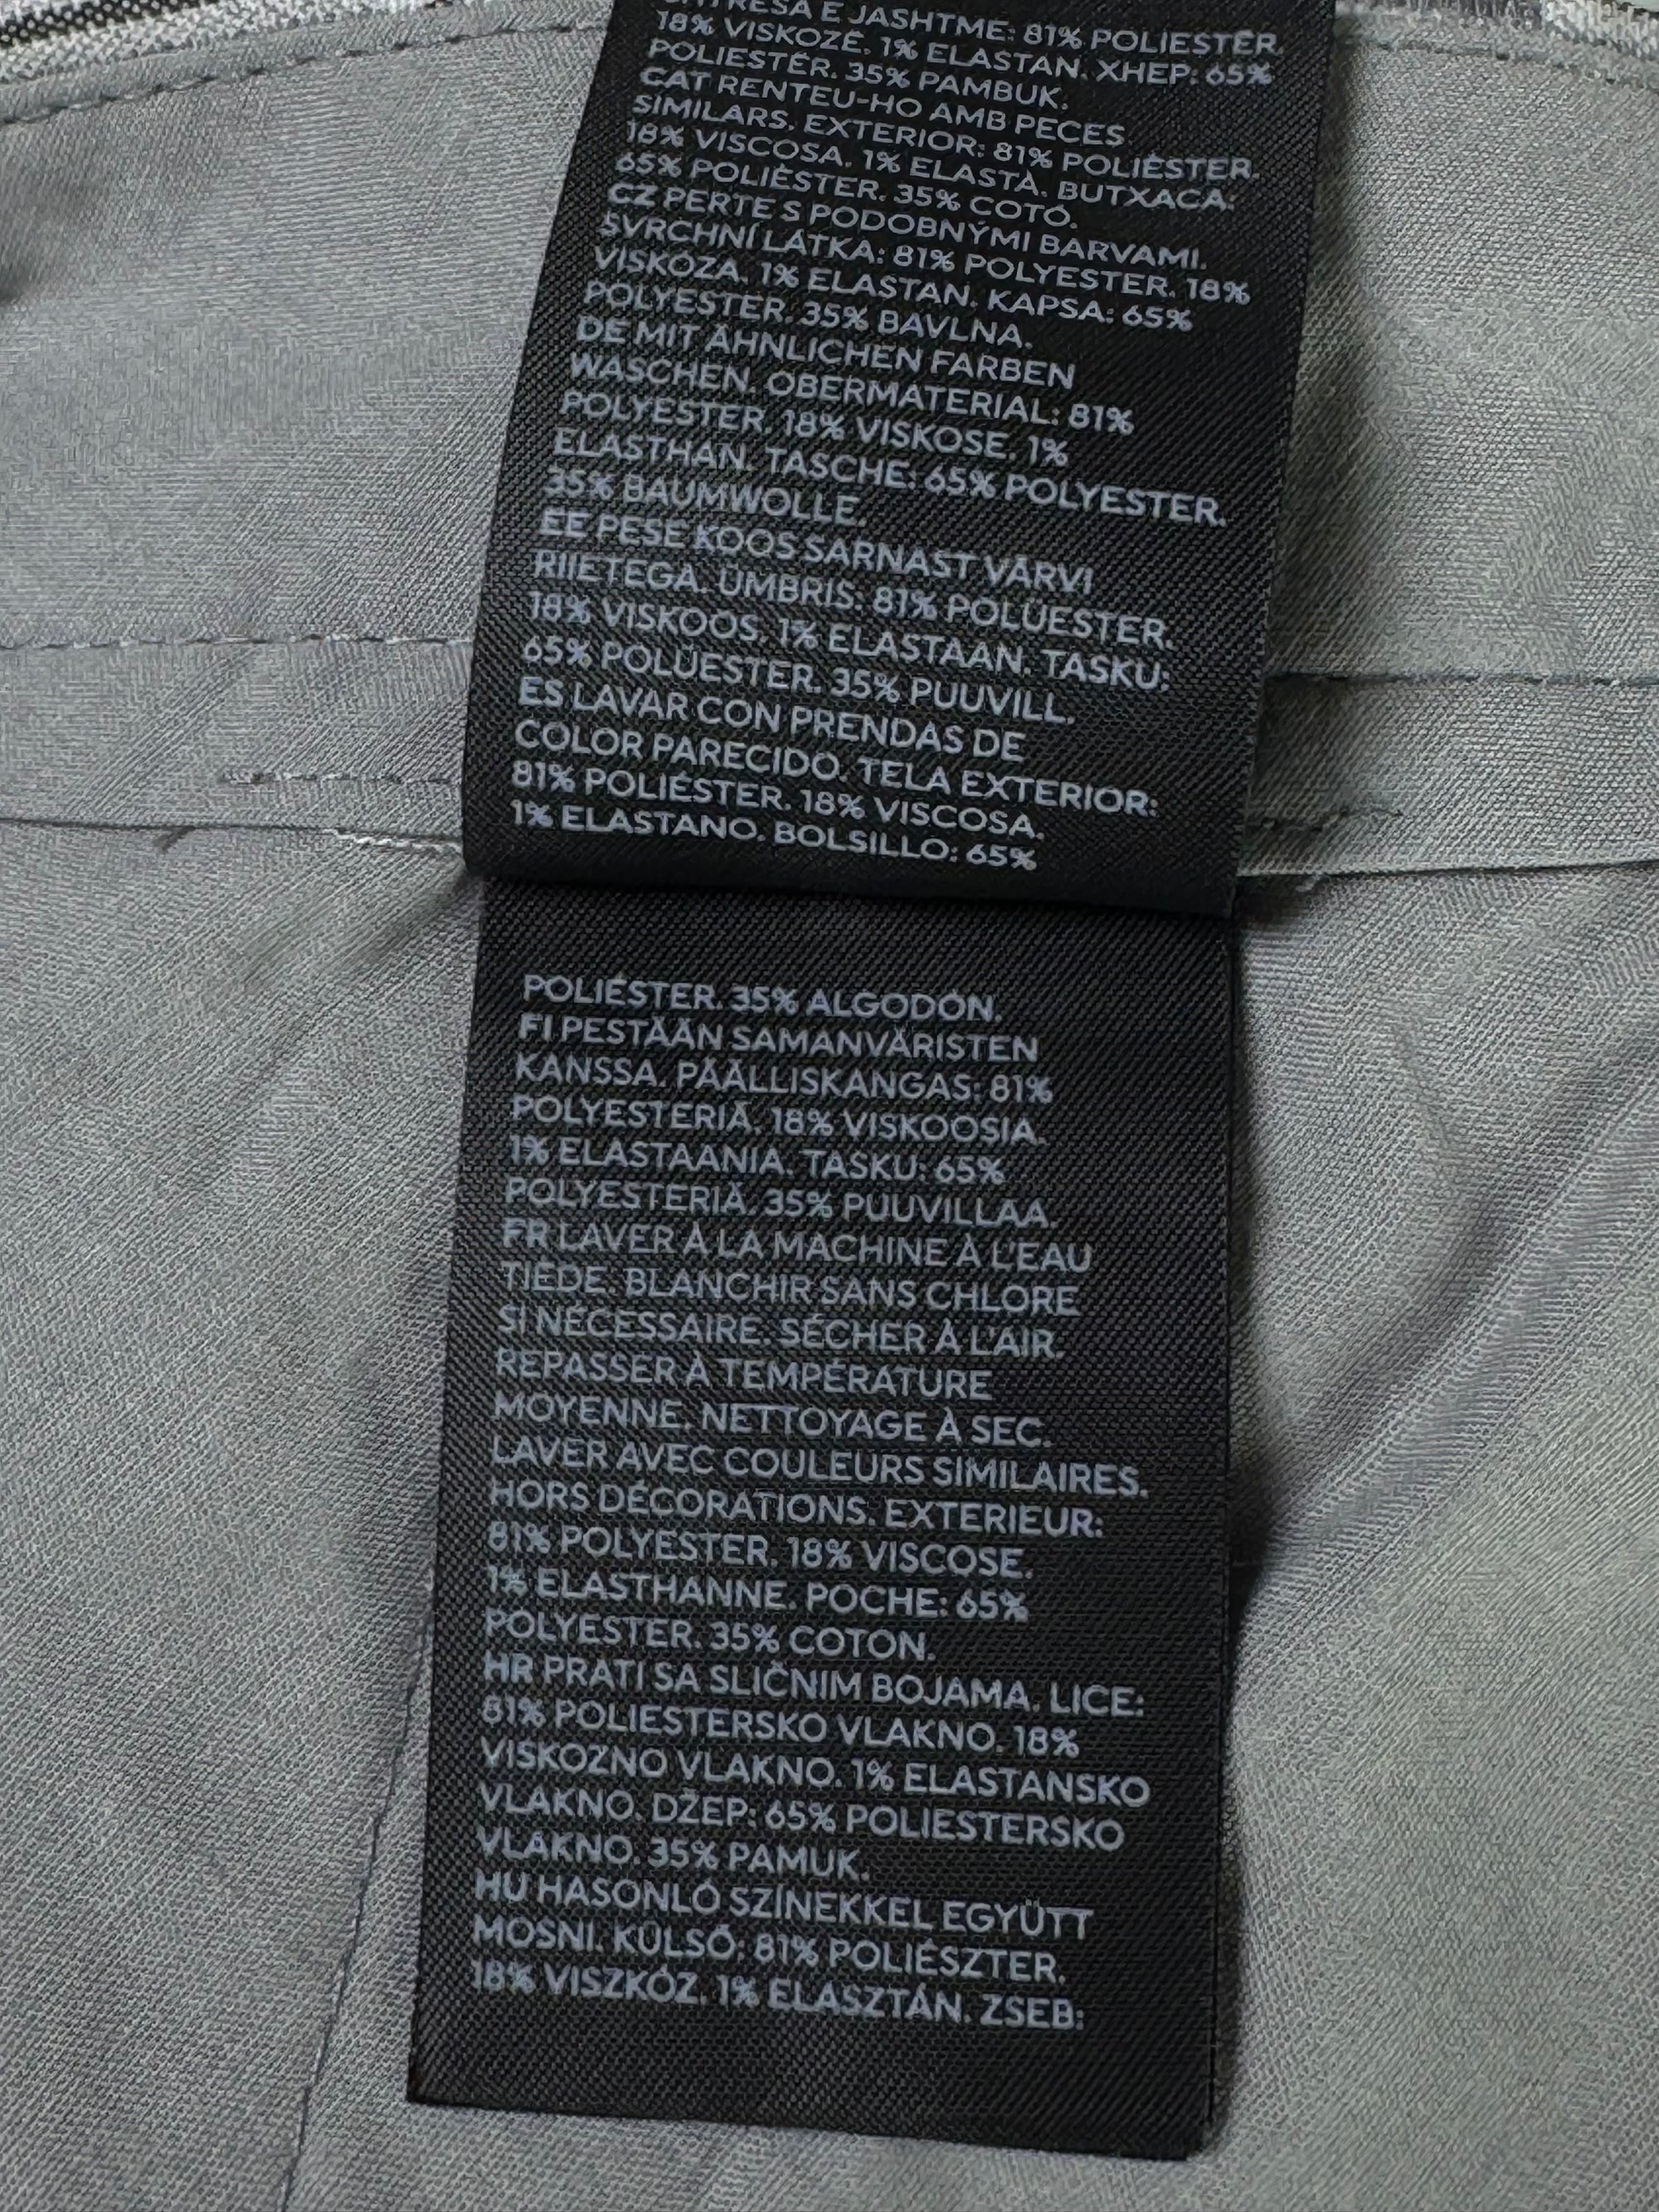 E JASHTME: 81% POLIESTËR.
18% VISKOZË. 1% ELASTAN. XHEP: 65%
POLIESTËR. 35% PAMBUK.
CAT RENTEU-HO AMB PECES
SIMILARS. EXTERIOR: 81% POLIÈSTER.
18% VISCOSA. 1% ELASTÀ. BUTXACA:
65% POLIÈSTER. 35% COTÓ.
CZ PERTE S PODOBNÝMI BARVAMI.
SVRCHNÍ LÁTKA: 81% POLYESTER. 18%
VISKÓZA. 1% ELASTAN. KAPSA: 65%
POLYESTER. 35% BAVLNA.
DE MIT ÄHNLICHEN FARBEN
WASCHEN. OBERMATERIAL: 81%
POLYESTER. 18% VISKOSE. 1%
ELASTHAN. TASCHE: 65% POLYESTER.
35% BAUMWOLLE.
EE PESE KOOS SARNAST VÄRVI
RIIETEGA. ÜMBRIS: 81% POLÜESTER.
18% VISKOOS. 1% ELASTAAN. TASKU:
65% POLÜESTER. 35% PUUVILL.
ES LAVAR CON PRENDAS DE
COLOR PARECIDO. TELA EXTERIOR:
81% POLIÉSTER. 18% VISCOSA.
1% ELASTANO. BOLSILLO: 65%
POLIÉSTER. 35% ALGODÓN.
FI PESTÄÄN SAMANVÄRISTEN
KANSSA. PÄÄLLISKANGAS: 81%
POLYESTERIÄ. 18% VISKOOSIA.
1% ELASTAANIA. TASKU: 65%
POLYESTERIÄ. 35% PUUVILLAA.
FR LAVER À LA MACHINE À L'EAU
TIÈDE. BLANCHIR SANS CHLORE
SI NÉCESSAIRE. SÉCHER À L'AIR.
REPASSER À TEMPÉRATURE
MOYENNE. NETTOYAGE À SEC.
LAVER AVEC COULEURS SIMILAIRES.
HORS DÉCORATIONS. EXTERIEUR:
81% POLYESTER. 18% VISCOSE.
1% ELASTHANNE. POCHE: 65%
POLYESTER. 35% COTON.
HR PRATI SA SLIČNIM BOJAMA. LICE:
81% POLIESTERSKO VLAKNO. 18%
VISKOZNO VLAKNO. 1% ELASTANSKO
VLAKNO. DŽEP: 65% POLIESTERSKO
VLAKNO. 35% PAMUK.
HU HASONLÓ SZÍNEKKEL EGYÜTT
MOSNI. KÜLSŐ: 81% POLIÉSZTER.
18% VISZKÓZ. 1% ELASZTÁN. ZSEB: